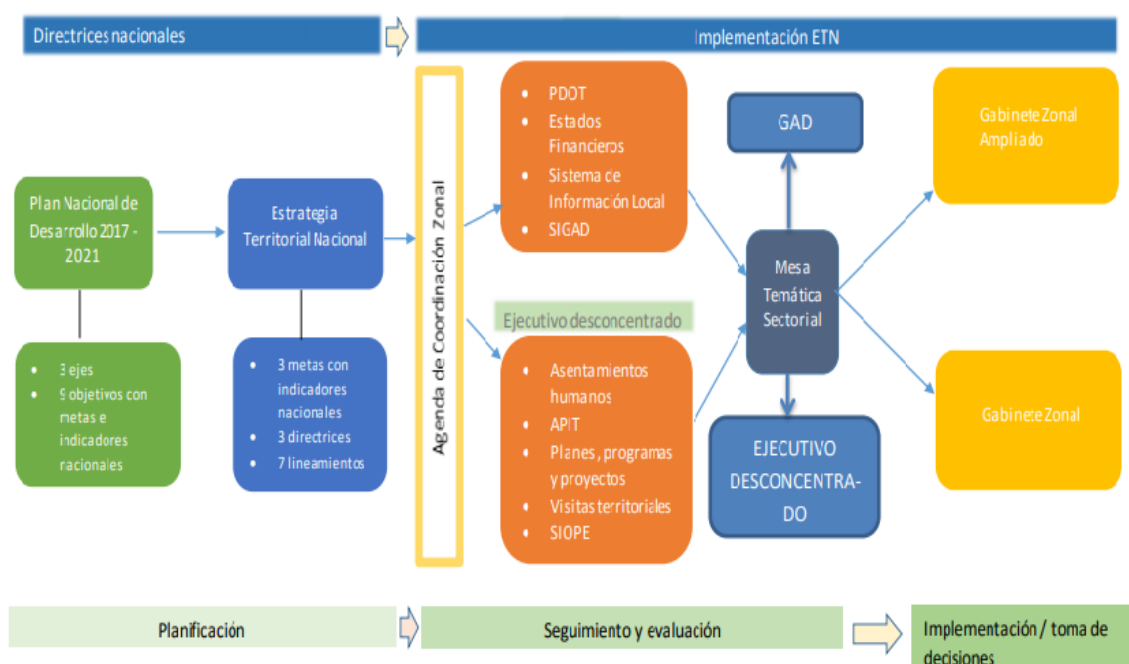 Directrices nacionales
Implementación ETN
Plan Nacional de
Desarrollo 2017 -
2021
3 ejes
9 objetivos con
metas e
indicadores
nacionales
Estrategia
Territorial Nacional
3 metas con
indicadores
nacionales
3 directrices
7 lineamientos
Agenda de Coordinación Zonal
PDOT
Estados
Financieros
Sistema de
Información Local
SIGAD
Ejecutivo desconcentrado
Asentamientos
humanos
APIT
Planes, programas
y proyectos
Visitas territoriales
SIOPE
GAD
Mesa
Temática
Sectorial
EJECUTIVO
DESCONCENTRA-
DO
Gabinete Zonal
Ampliado
Gabinete Zonal
Planificación
Seguimiento y evaluación
Implementación / toma de
decisiones